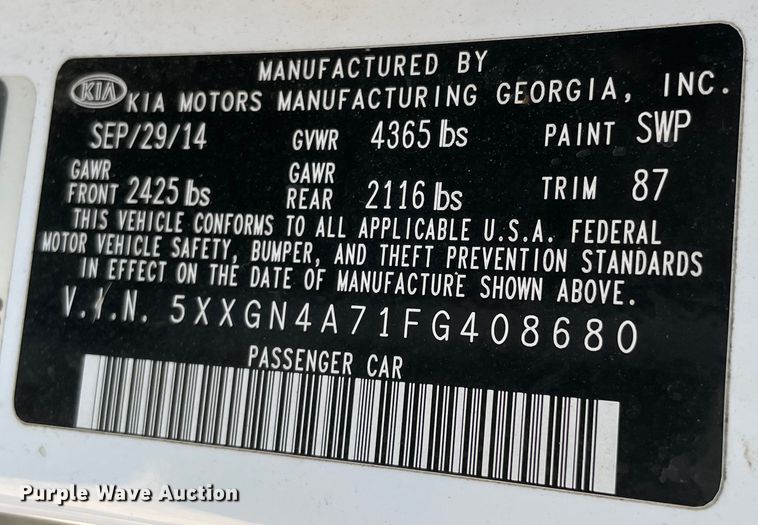 MANUFACTURED BY
KIA KIA MOTORS MANUFACTURING GEORGIA, INC.
SEP/29/14 GVWR 4365 lbs PAINT SWP
GAWR FRONT 2425 lbs GAWR REAR 2116 lbs TRIM 87
THIS VEHICLE CONFORMS TO ALL APPLICABLE U.S.A. FEDERAL
MOTOR VEHICLE SAFETY, BUMPER, AND THEFT PREVENTION STANDARDS
IN EFFECT ON THE DATE OF MANUFACTURE SHOWN ABOVE.
V.I.N. 5XXGN4A71FG408680
PASSENGER CAR
Purple Wave Auction